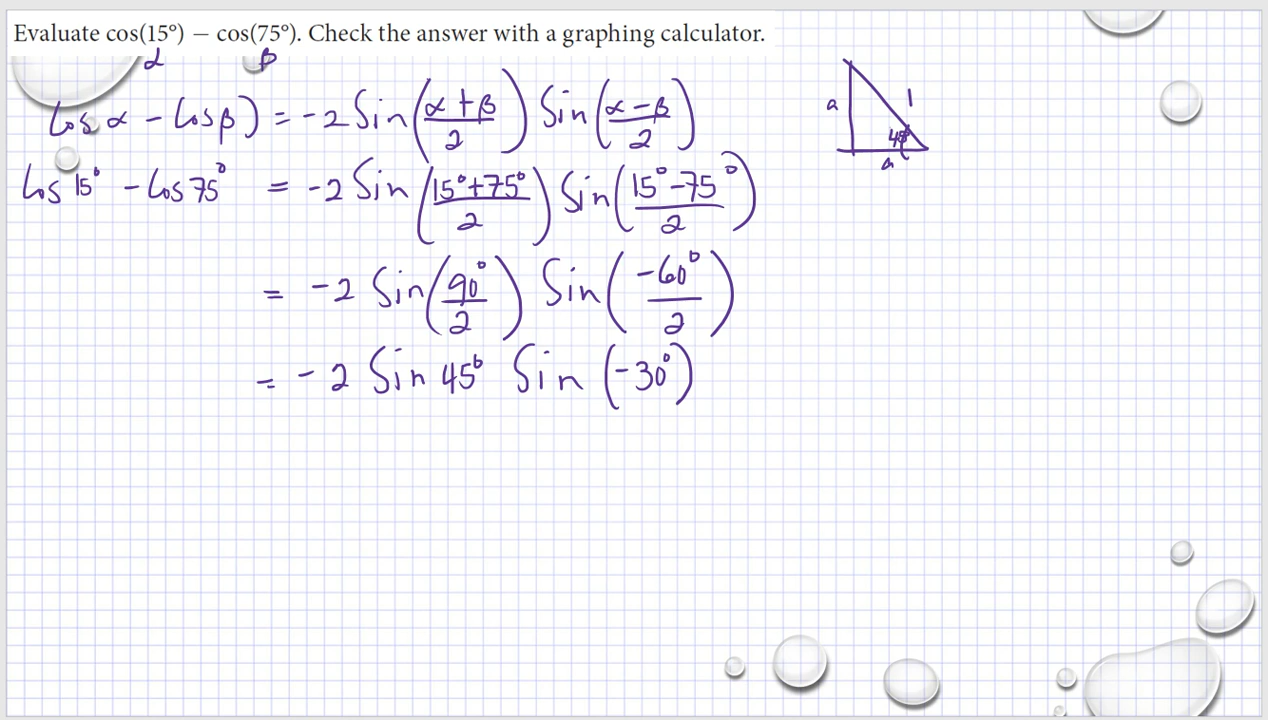 Evaluate cos(15°) − cos(75°). Check the answer with a graphing calculator.
α β
Cos α - Cos β) = -2 Sin(α+β/2) Sin(α-β/2)
Cos 15° - Cos 75° = -2 Sin(15°+75°/2) Sin(15°-75°/2)
= -2 Sin(90°/2) Sin(-60°/2)
= -2 Sin 45° Sin (-30°)
a 1
45°
a